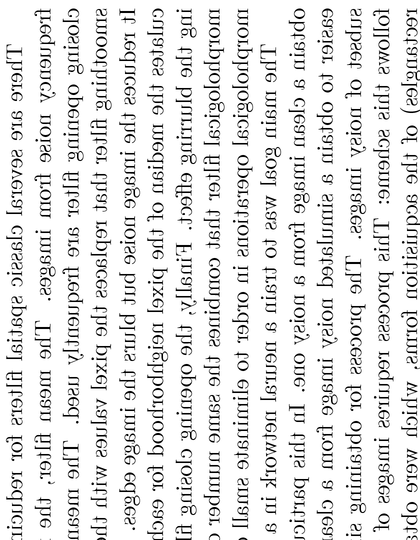 There are several classic spatial filters for reducin
frequency noise from images. The mean filter, the
closing opening filter are frequently used. The mean
smoothing filter that replaces the pixel values with th
It reduces the image noise but blurs the image edges.
culates the median of the pixel neighborhood for each
ing the blurring effect. Finally, the opening closing fi
morphological filter that combines the same number o
morphological operations in order to eliminate small
The main goal was to train a neural network in a
obtain a clean image from a noisy one. In this partic
easier to obtain a simulated noisy image from a clea
subset of noisy images. The process for obtaining si
follows this scheme. This process requires images of
rectangles) of the acquisitions forms, which were